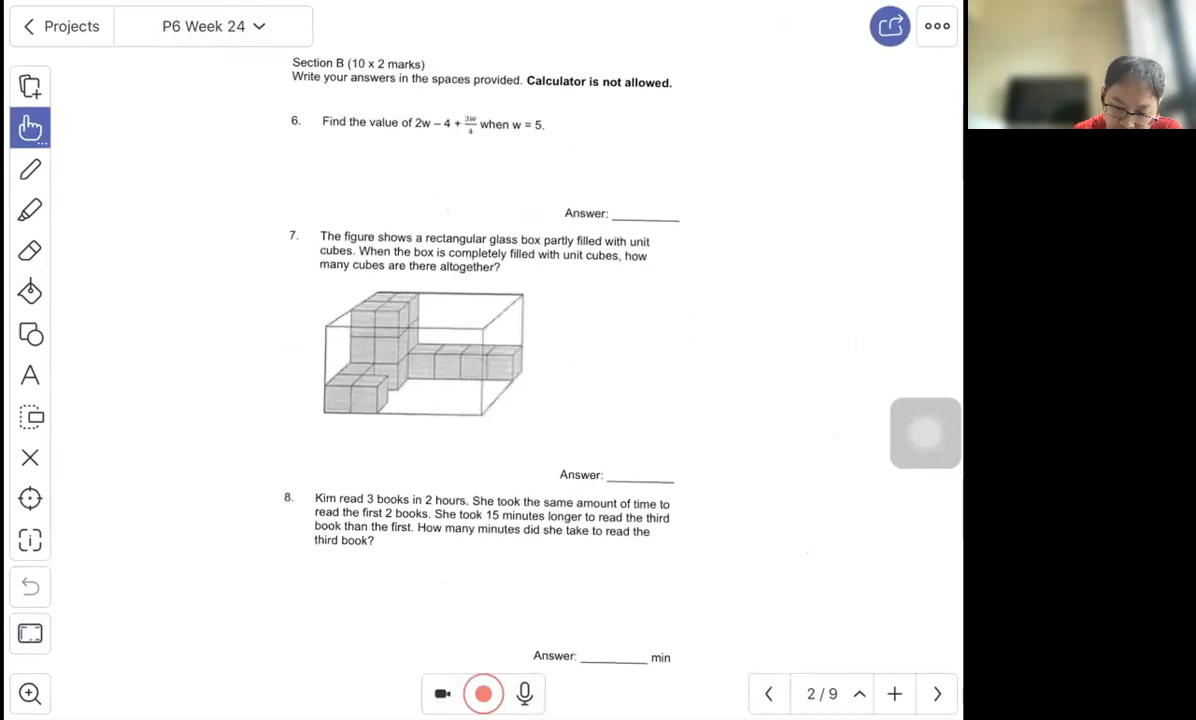 Projects
P6 Week 24
Section B (10 x 2 marks)
Write your answers in the spaces provided. Calculator is not allowed.
6. Find the value of 2w – 4 + 3w/4 when w = 5.
Answer: ________
7. The figure shows a rectangular glass box partly filled with unit
cubes. When the box is completely filled with unit cubes, how
many cubes are there altogether?
Answer: ________
8. Kim read 3 books in 2 hours. She took the same amount of time to
read the first 2 books. She took 15 minutes longer to read the third
book than the first. How many minutes did she take to read the
third book?
Answer: ________ min
2 / 9